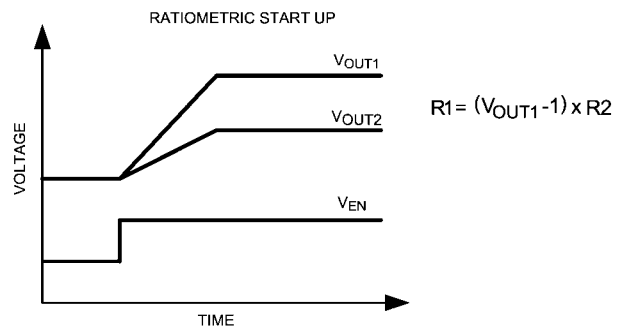 RATIOMETRIC START UP
VOUT1
R1 = (VOUT1 -1) x R2
VOUT2
VOLTAGE
VEN
TIME